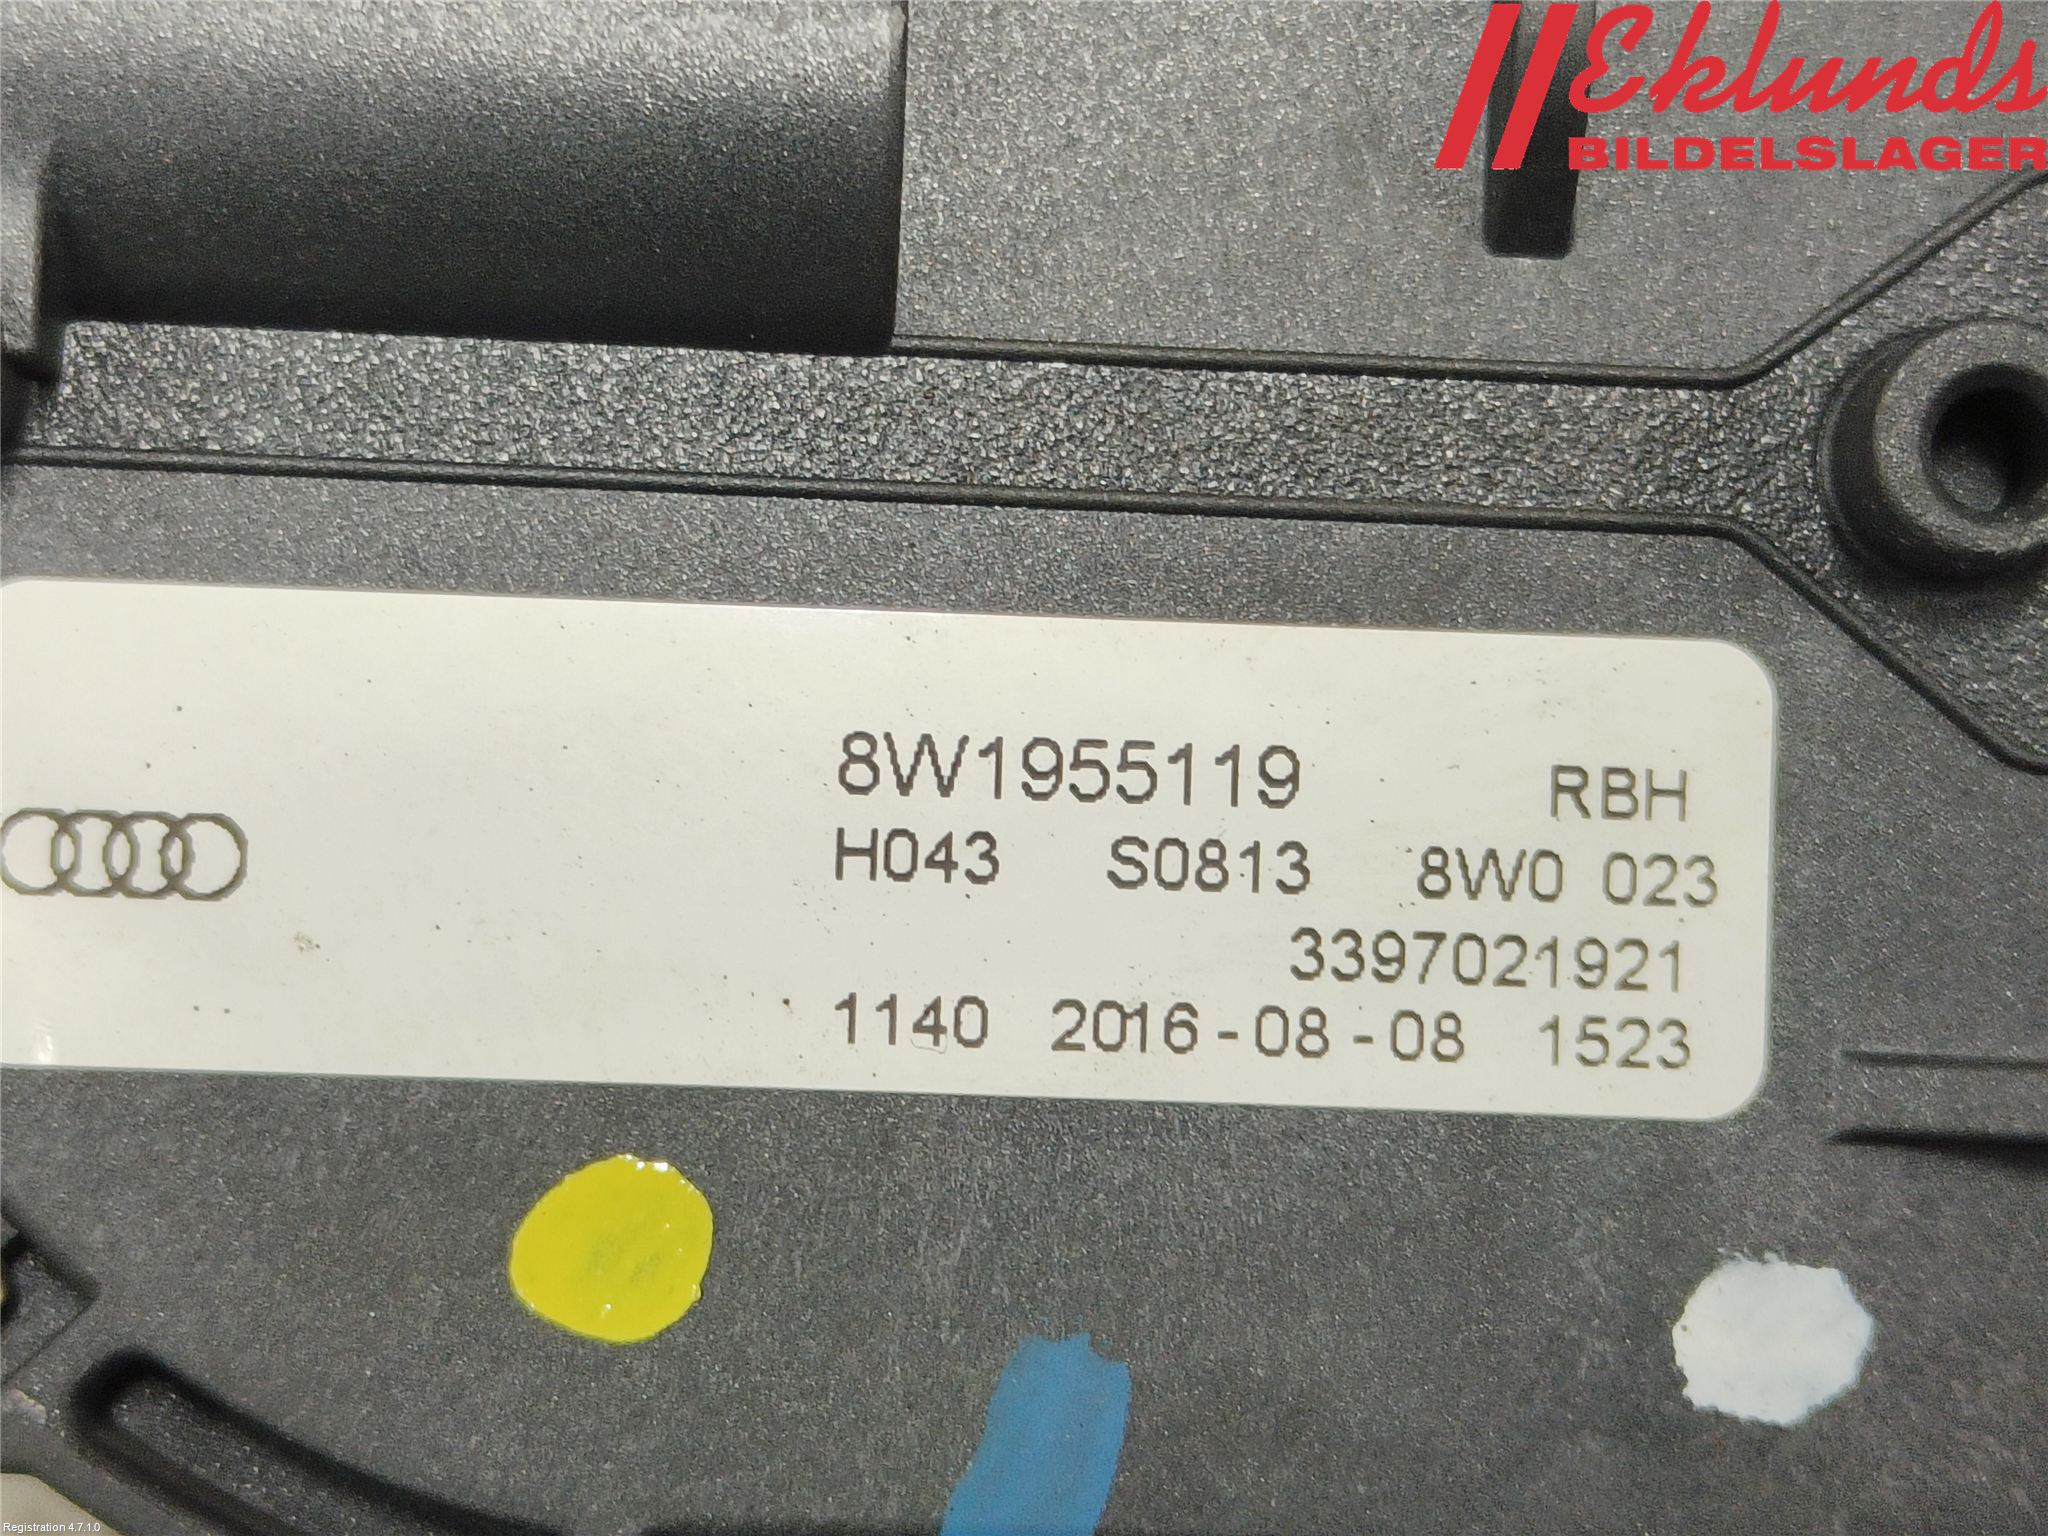 Eklunds
BILDELSLAGER
8W1955119 RBH
H043 S0813 8W0 023
3397021921
1140 2016-08-08 1523
Registration 4.7.1.0